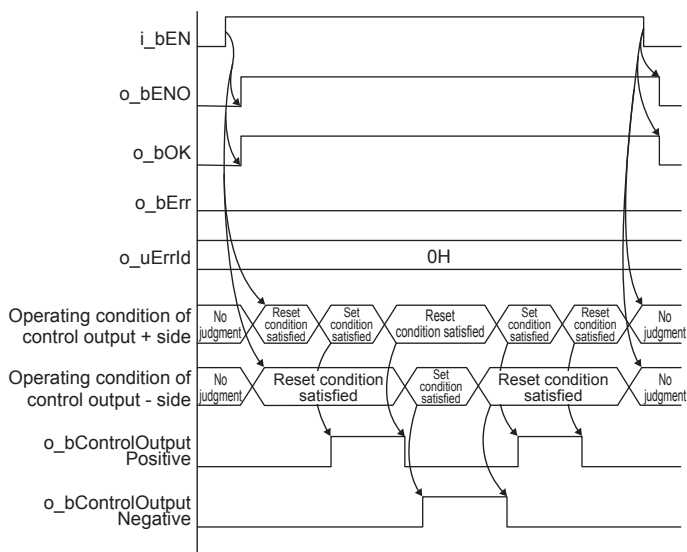 i_bEN
o_bENO
o_bOK
o_bErr
o_uErrId
0H
Operating condition of
control output + side
No
judgment
Reset
condition
satisfied
Set
condition
satisfied
Reset
condition satisfied
Set
condition
satisfied
Reset
condition
satisfied
No
judgment
Operating condition of
control output - side
No
judgment
Reset condition
satisfied
Set
condition
satisfied
Reset condition
satisfied
No
judgment
o_bControlOutput
Positive
o_bControlOutput
Negative